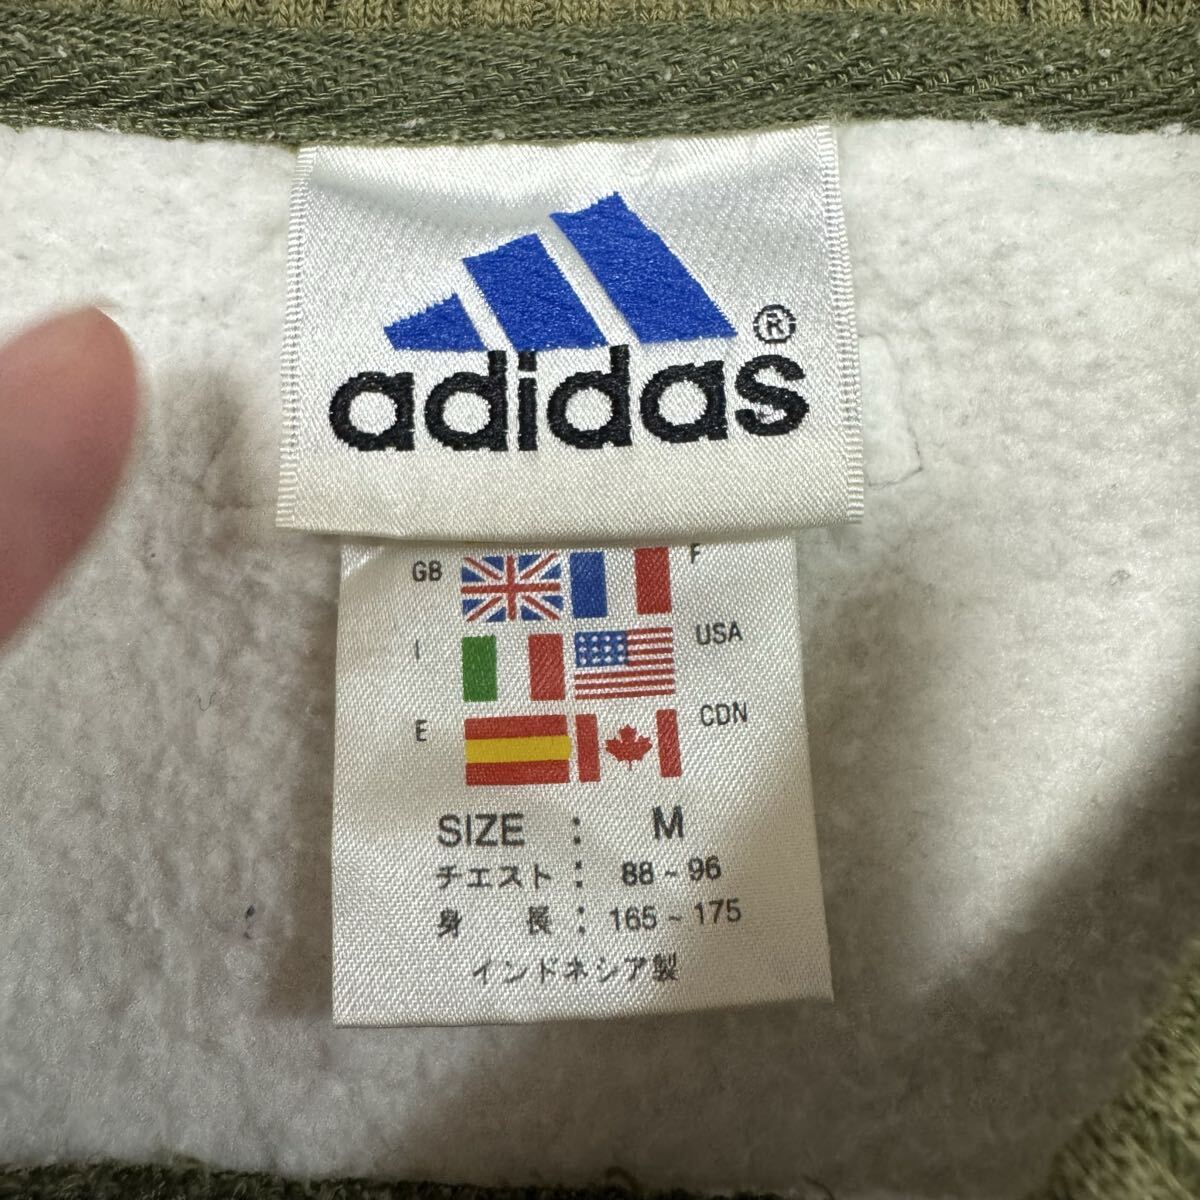 adidas®
GB F
I USA
E CDN
SIZE : M
チェスト : 88 ~ 96
身 長 : 165 ~ 175
インドネシア製